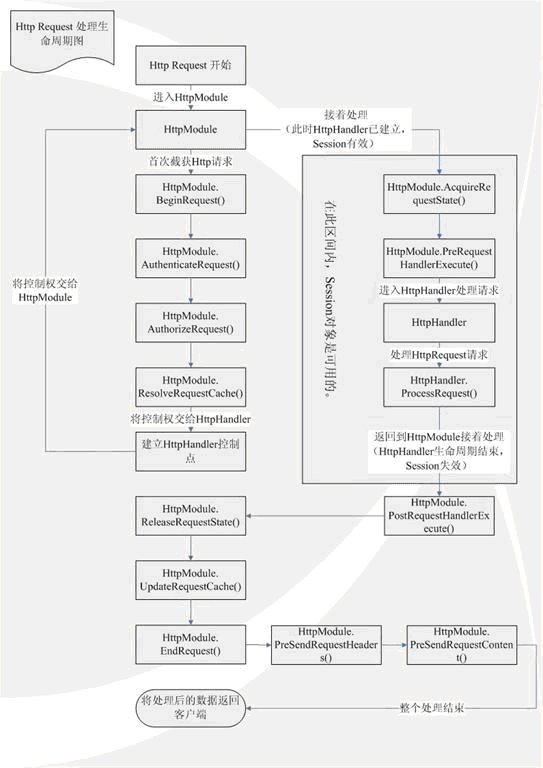 Http Request 处理生
命周期图
Http Request 开始
进入HttpModule
HttpModule
接着处理
（此时HttpHandler已建立，
Session有效）
首次截获Http请求
HttpModule.
BeginRequest()
HttpModule.
AuthenticateRequest()
HttpModule.
AuthorizeRequest()
HttpModule.
ResolveRequestCache()
将控制权交给HttpHandler
建立HttpHandler控制
点
将控制权交给
HttpModule
在此区间内，Session对象是可用的。
HttpModule.AcquireRe
questState()
HttpModule.PreRequest
HandlerExecute()
进入HttpHandler处理请求
HttpHandler
处理HttpRequest请求
HttpHandler.
ProcessRequest()
返回到HttpModule接着处理
（HttpHandler生命周期结束，
Session失效）
HttpModule.
PostRequestHandlerEx
ecute()
HttpModule.
ReleaseRequestState()
HttpModule.
UpdateRequestCache()
HttpModule.
EndRequest()
HttpModule.
PreSendRequestHeader
s()
HttpModule.
PreSendRequestConten
t()
整个处理结束
将处理后的数据返回
客户端